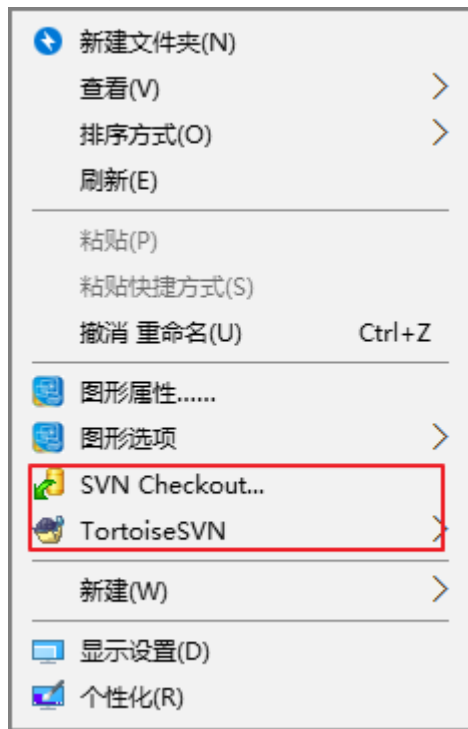 新建文件夹(N)
查看(V)
排序方式(O)
刷新(E)
粘贴(P)
粘贴快捷方式(S)
撤消 重命名(U) Ctrl+Z
图形属性......
图形选项
SVN Checkout...
TortoiseSVN
新建(W)
显示设置(D)
个性化(R)